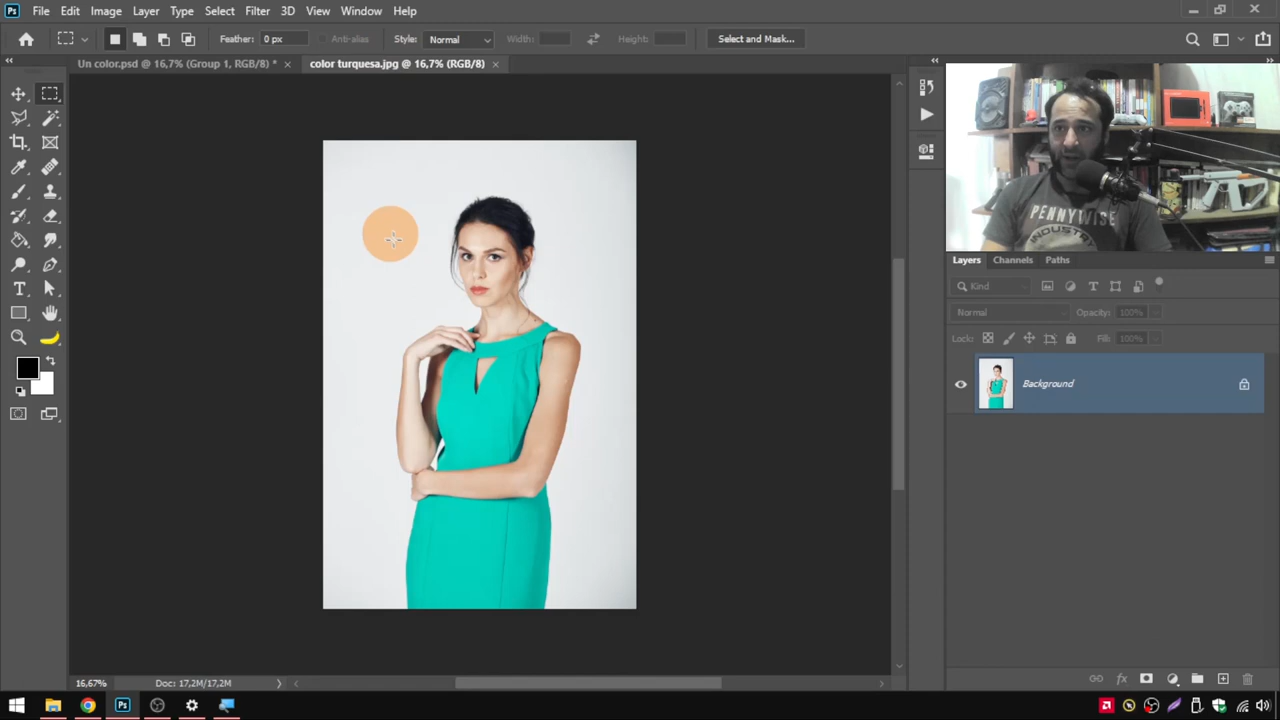 Ps File Edit Image Layer Type Select Filter 3D View Window Help
Feather: 0 px Anti-alias Style: Normal Width: Height: Select and Mask...
Un color.psd @ 16,7% (Group 1, RGB/8) * × color turquesa.jpg @ 16,7% (RGB/8) ×
PENNYWISE
INDUSTRY
Layers Channels Paths
Kind
Normal Opacity: 100%
Lock: Fill: 100%
Background
16,67% Doc: 17,2M/17,2M
Ps